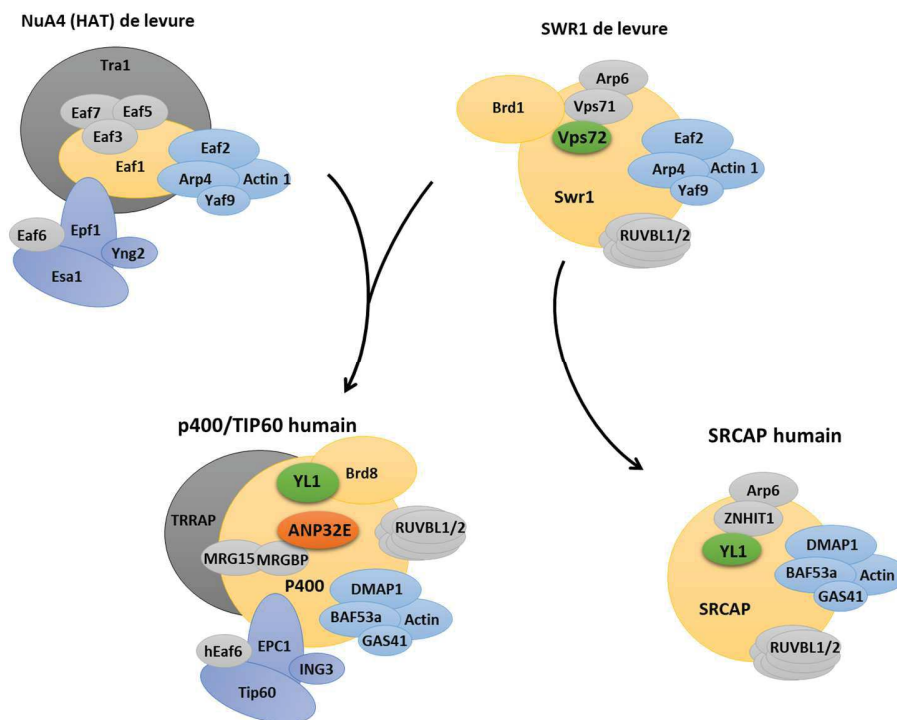 NuA4 (HAT) de levure
Tra1
Eaf7
Eaf5
Eaf3
Eaf1
Eaf2
Arp4
Actin 1
Yaf9
Eaf6
Epf1
Yng2
Esa1
SWR1 de levure
Arp6
Brd1
Vps71
Vps72
Eaf2
Arp4
Actin 1
Yaf9
Swr1
RUVBL1/2
p400/TIP60 humain
YL1
Brd8
TRRAP
ANP32E
RUVBL1/2
MRG15
MRGBP
P400
DMAP1
BAF53a
Actin
GAS41
hEaf6
EPC1
ING3
Tip60
SRCAP humain
Arp6
ZNHIT1
YL1
DMAP1
BAF53a
Actin
GAS41
SRCAP
RUVBL1/2